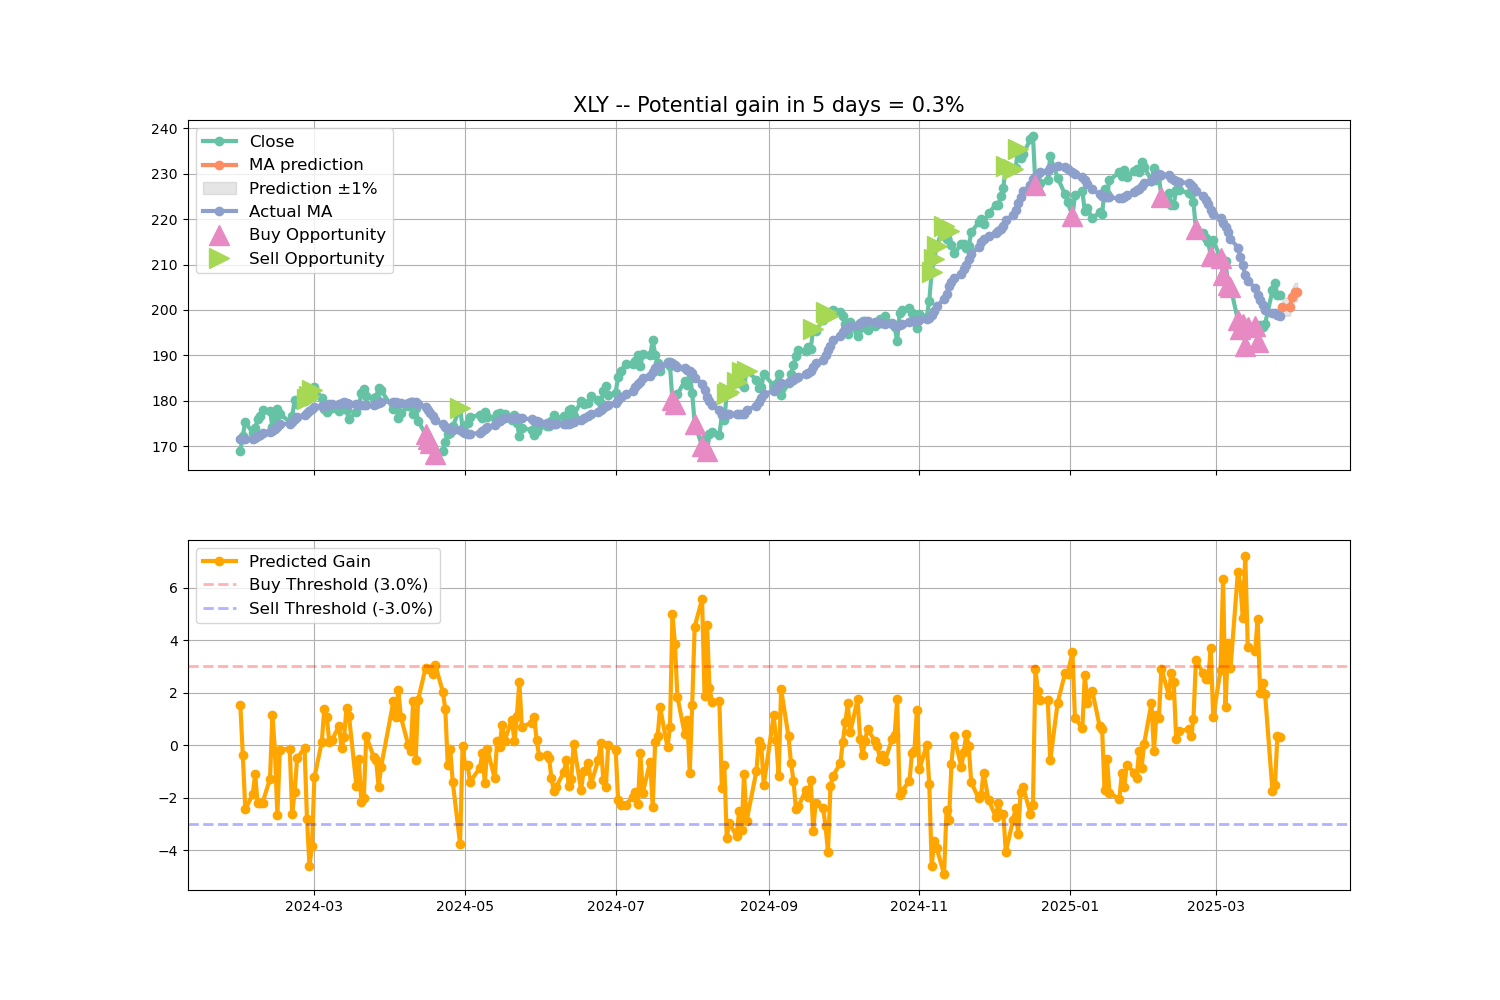 XLY -- Potential gain in 5 days = 0.3%
240
230
220
210
200
190
180
170
Close
MA prediction
Prediction ±1%
Actual MA
Buy Opportunity
Sell Opportunity
6
4
2
0
−2
−4
Predicted Gain
Buy Threshold (3.0%)
Sell Threshold (-3.0%)
2024-03
2024-05
2024-07
2024-09
2024-11
2025-01
2025-03